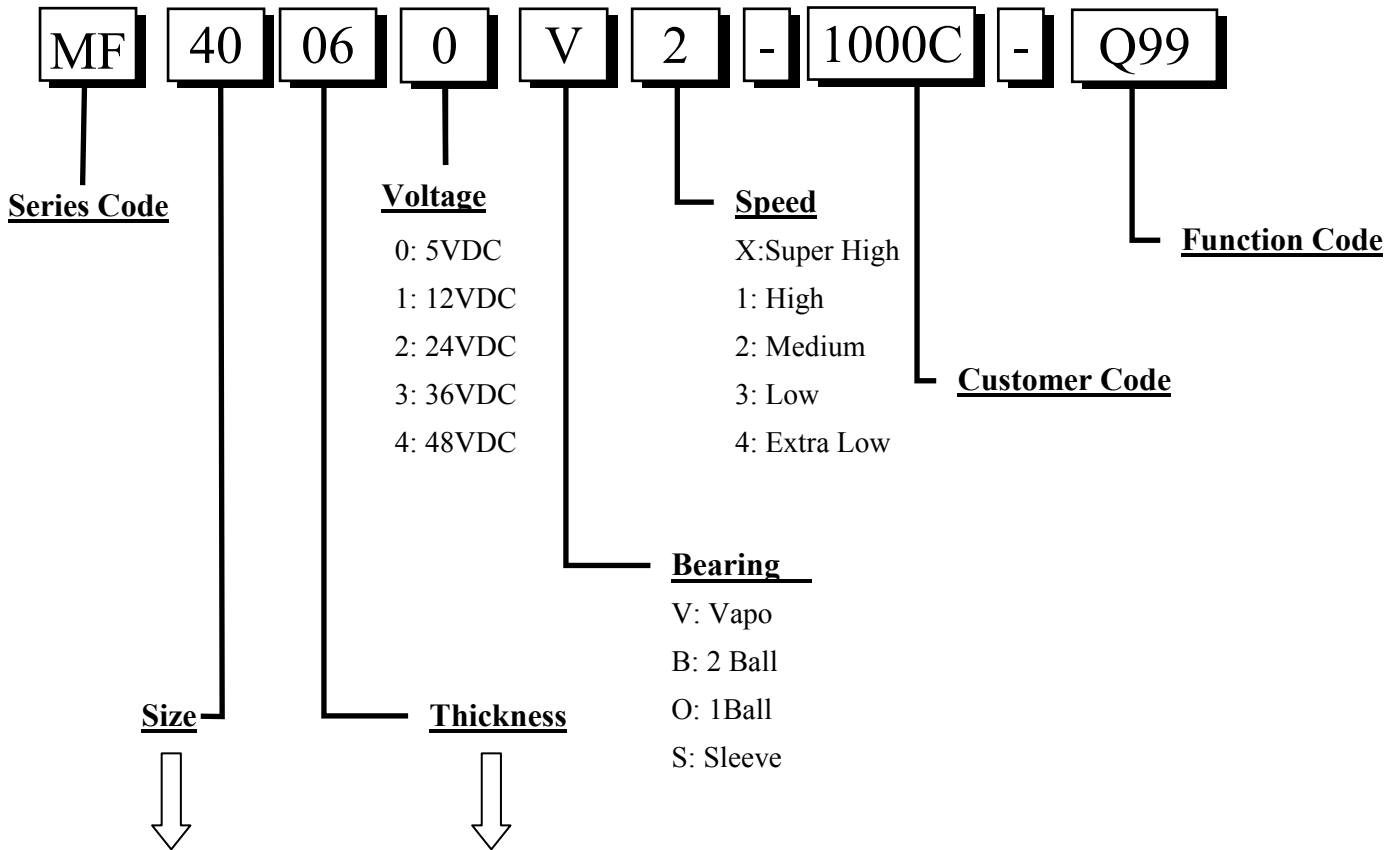 MF 40 06 0 V 2 - 1000C - Q99
Series Code
Voltage
0: 5VDC
1: 12VDC
2: 24VDC
3: 36VDC
4: 48VDC
Speed
X:Super High
1: High
2: Medium
3: Low
4: Extra Low
Function Code
Customer Code
Bearing
V: Vapo
B: 2 Ball
O: 1Ball
S: Sleeve
Size
Thickness